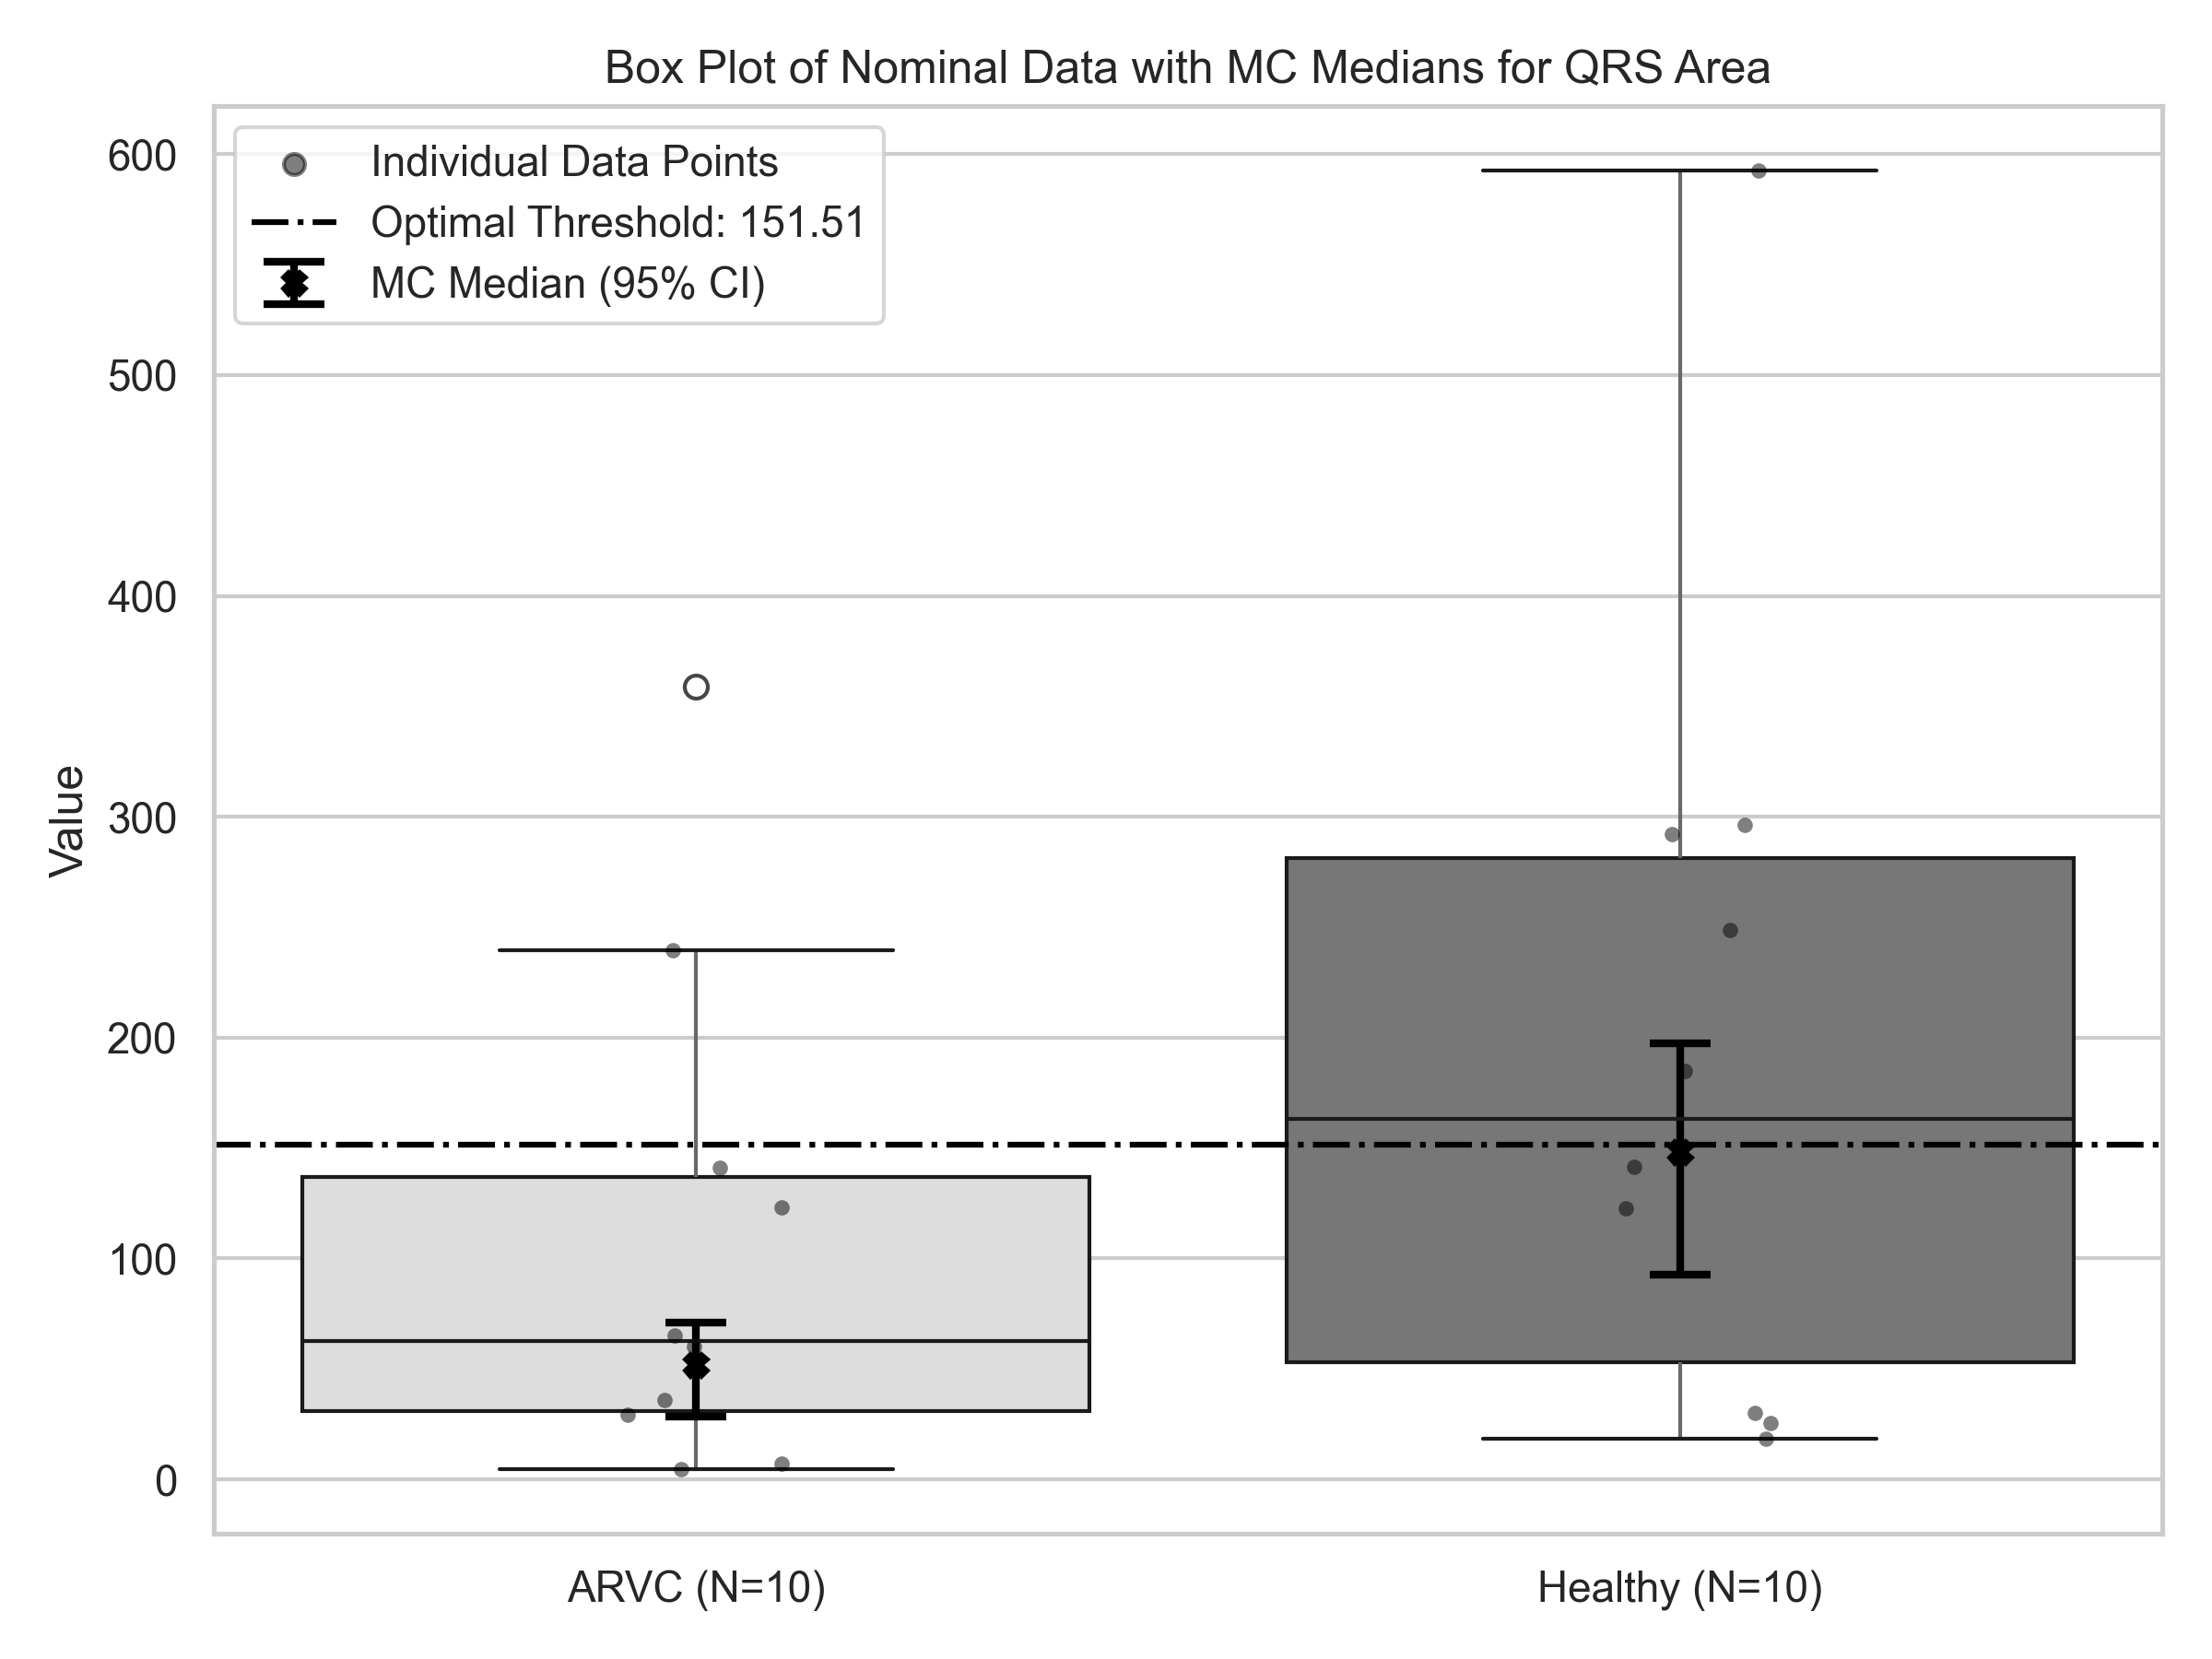 Box Plot of Nominal Data with MC Medians for QRS Area
Individual Data Points
Optimal Threshold: 151.51
MC Median (95% CI)
600
500
400
300
200
100
0
Value
ARVC (N=10)
Healthy (N=10)